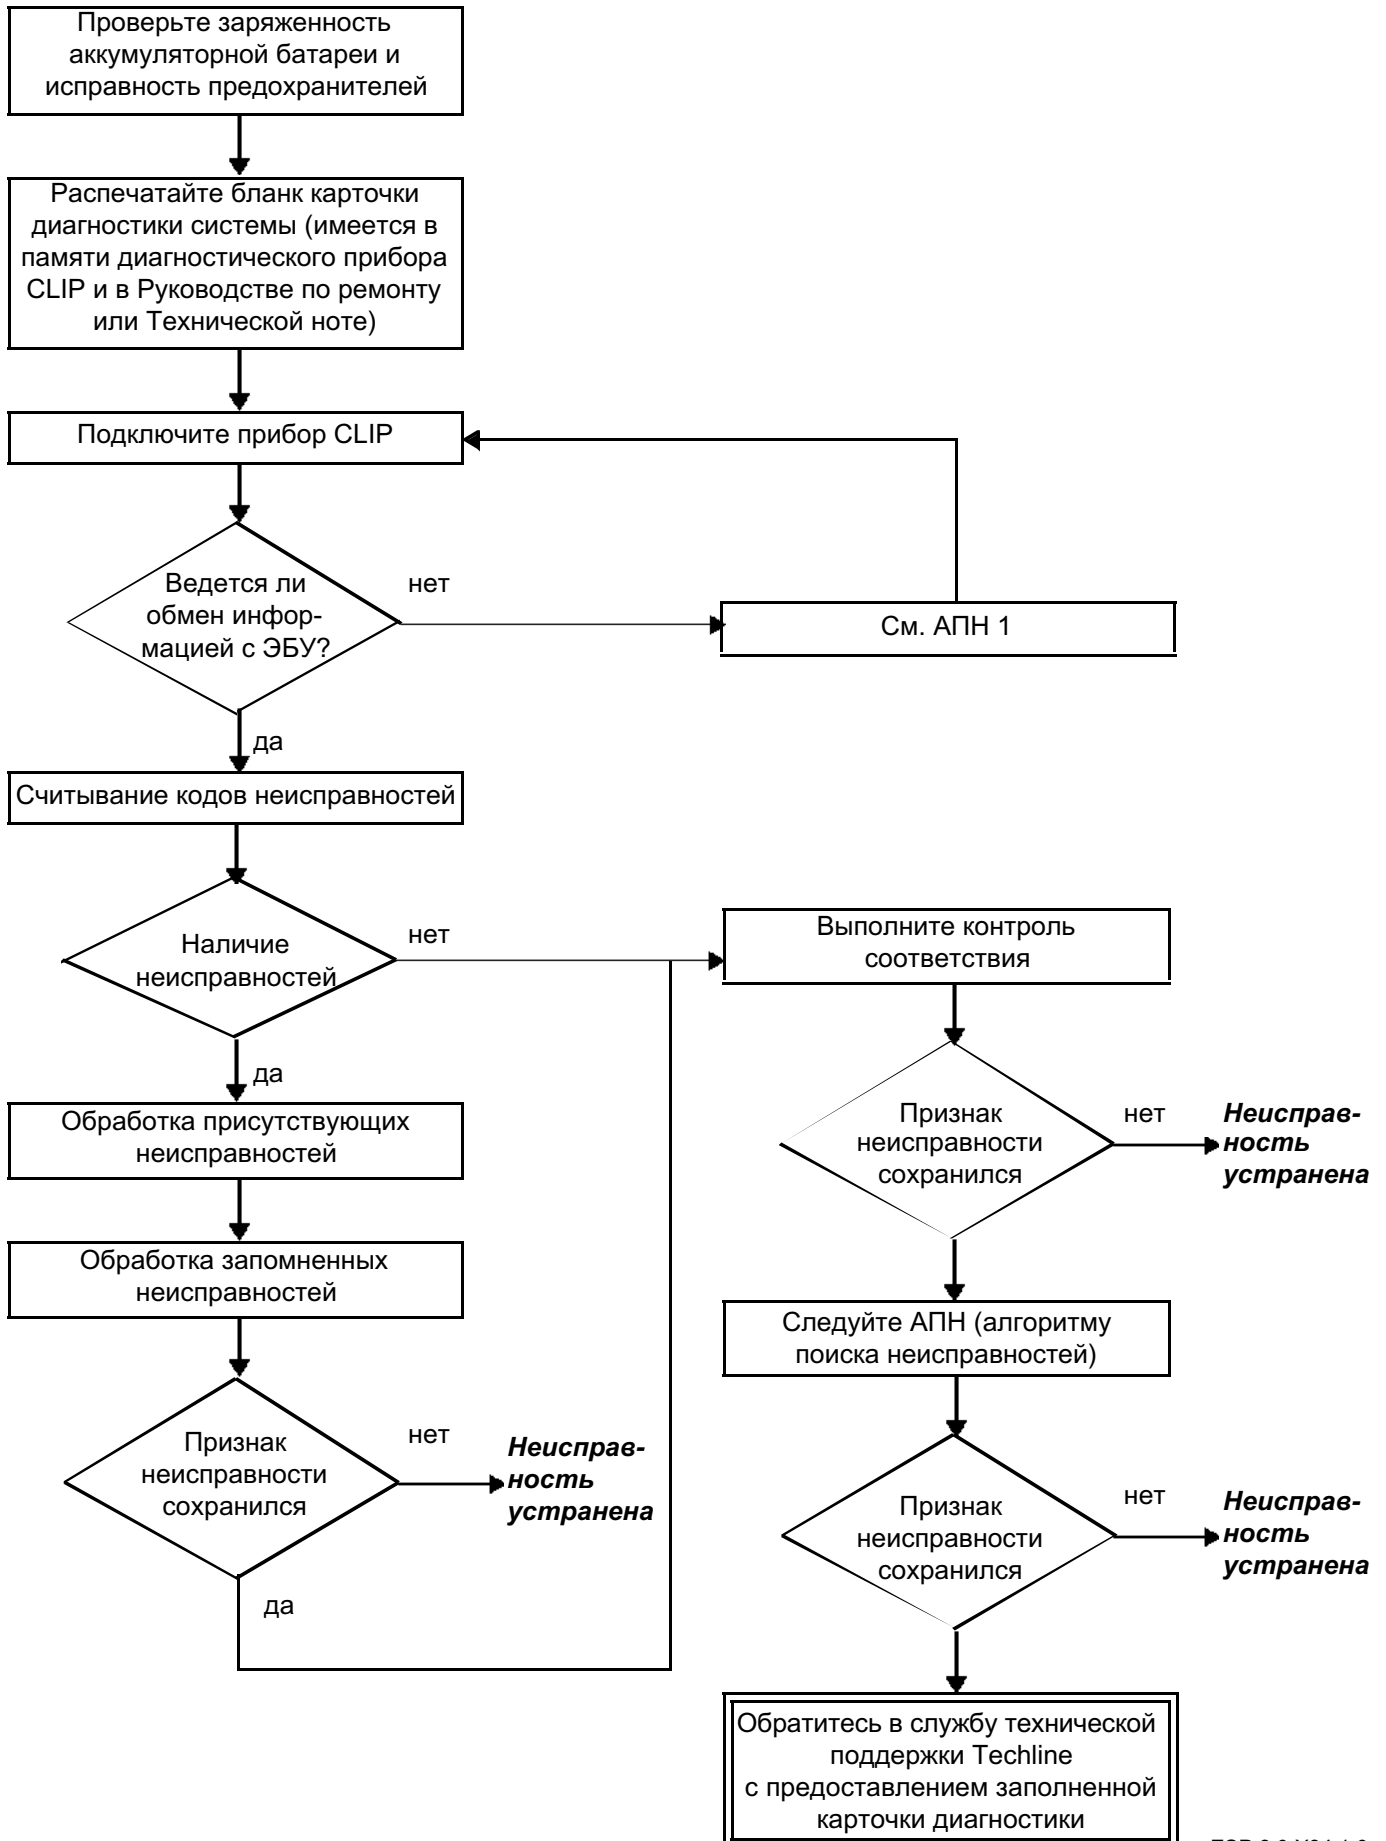 Проверьте заряженность
аккумуляторной батареи и
исправность предохранителей
Распечатайте бланк карточки
диагностики системы (имеется в
памяти диагностического прибора
CLIP и в Руководстве по ремонту
или Технической ноте)
Подключите прибор CLIP
Ведется ли
обмен инфор-
мацией с ЭБУ?
нет
См. АПН 1
да
Считывание кодов неисправностей
Наличие
неисправностей
нет
Выполните контроль
соответствия
да
Обработка присутствующих
неисправностей
Признак
неисправности
сохранился
нет
Неисправ-
ность
устранена
Обработка запомненных
неисправностей
Следуйте АПН (алгоритму
поиска неисправностей)
Признак
неисправности
сохранился
нет
Неисправ-
ность
устранена
да
Признак
неисправности
сохранился
нет
Неисправ-
ность
устранена
Обратитесь в службу технической
поддержки Techline
с предоставлением заполненной
карточки диагностики